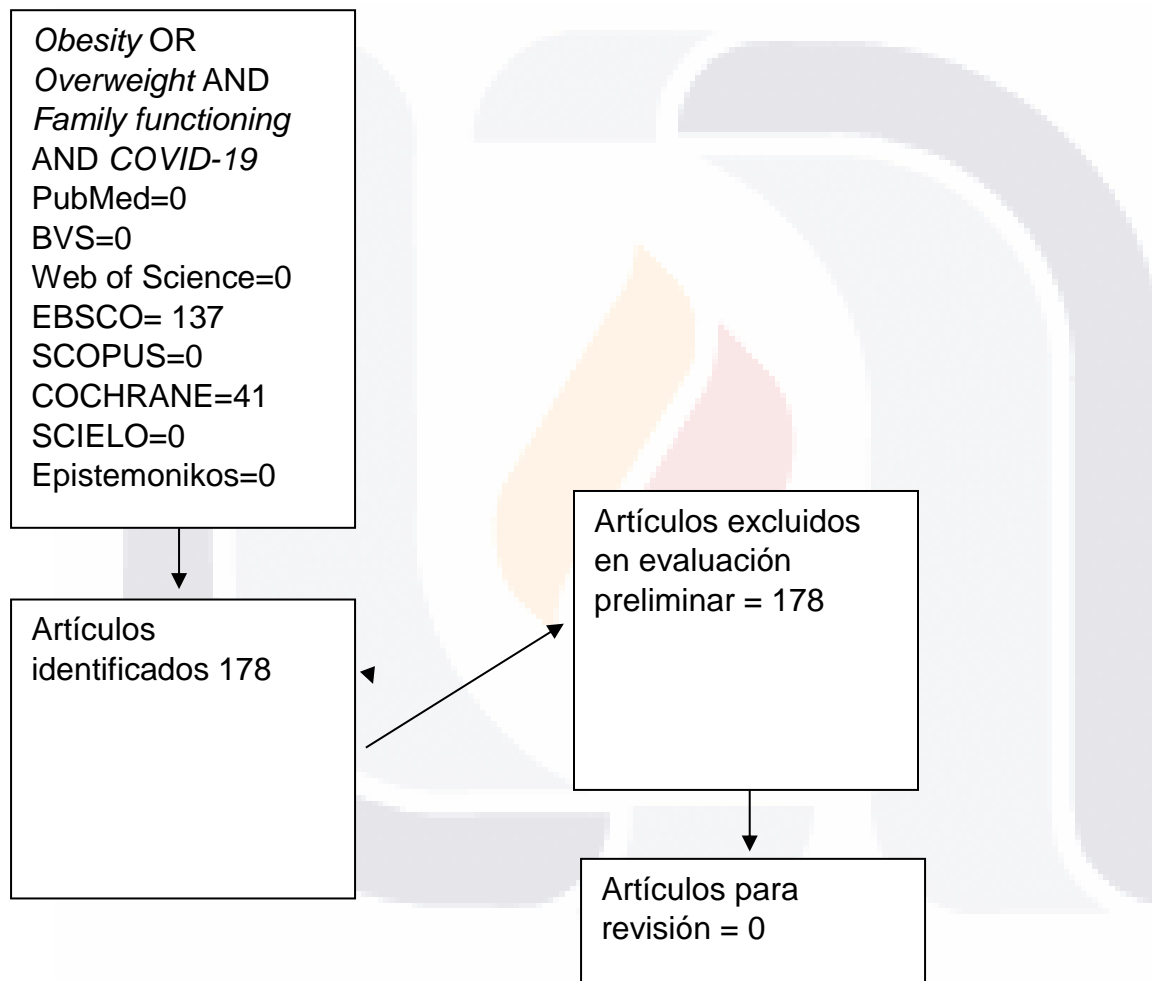 Obesity OR
Overweight AND
Family functioning
AND COVID-19
PubMed=0
BVS=0
Web of Science=0
EBSCO= 137
SCOPUS=0
COCHRANE=41
SCIELO=0
Epistemonikos=0
Artículos
identificados 178
Artículos excluidos
en evaluación
preliminar = 178
Artículos para
revisión = 0